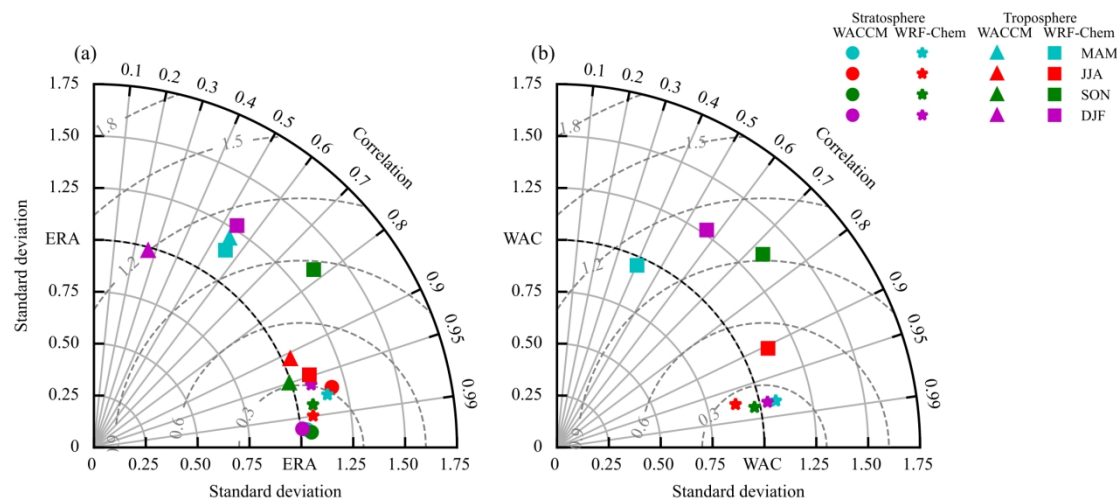 Stratosphere Troposphere
WACCM WRF-Chem WACCM WRF-Chem
MAM
JJA
SON
DJF
(a)
Standard deviation
1.75
1.50
1.25
ERA
0.75
0.50
0.25
0
0.1
0.2
0.3
0.4
0.5
0.6
0.7
0.8
0.9
0.95
0.99
Correlation
1.8
1.5
1.2
0.9
0.6
0.3
0 0.25 0.50 0.75 ERA 1.25 1.50 1.75
Standard deviation
(b)
Standard deviation
1.75
1.50
1.25
WAC
0.75
0.50
0.25
0
0.1
0.2
0.3
0.4
0.5
0.6
0.7
0.8
0.9
0.95
0.99
Correlation
1.8
1.5
1.2
0.9
0.6
0.3
0 0.25 0.50 0.75 WAC 1.25 1.50 1.75
Standard deviation